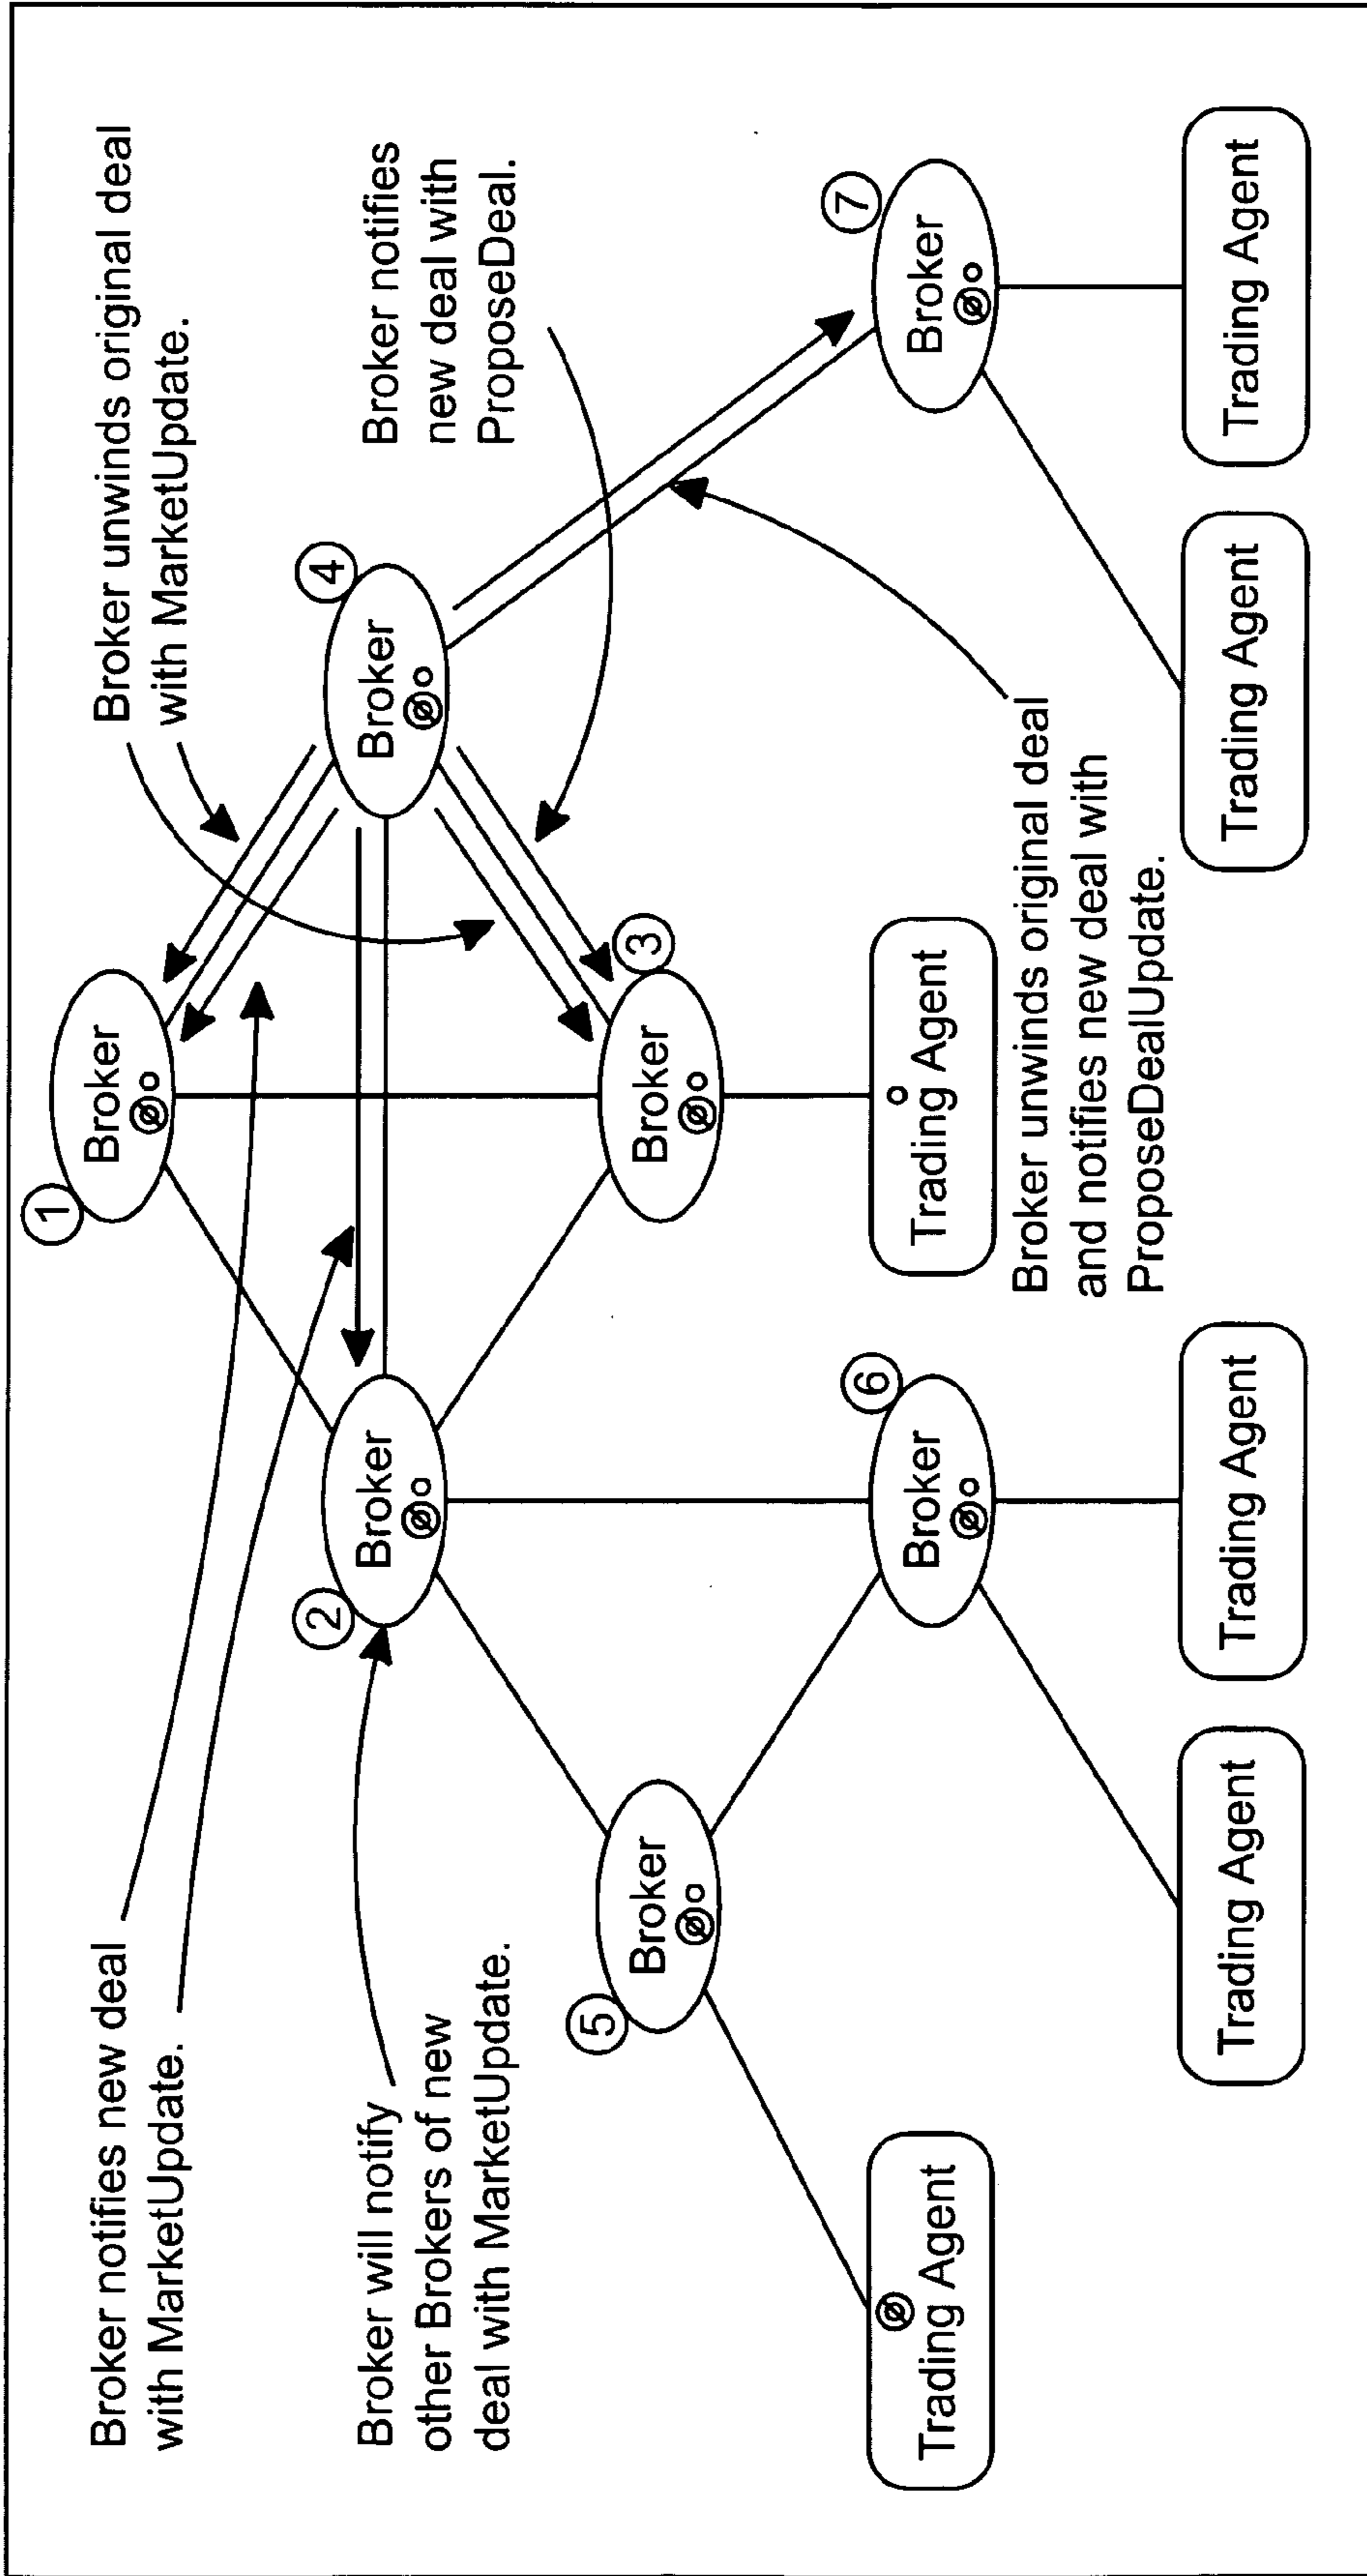 Broker notifies new deal
with MarketUpdate.
Broker unwinds original deal
with MarketUpdate.
1
Broker
Broker will notify
other Brokers of new
deal with MarketUpdate.
2
Broker
4
Broker
Broker notifies
new deal with
ProposeDeal.
5
Broker
3
Broker
6
Broker
7
Broker
Trading Agent
Trading Agent
Broker unwinds original deal
and notifies new deal with
ProposeDealUpdate.
Trading Agent
Trading Agent
Trading Agent
Trading Agent